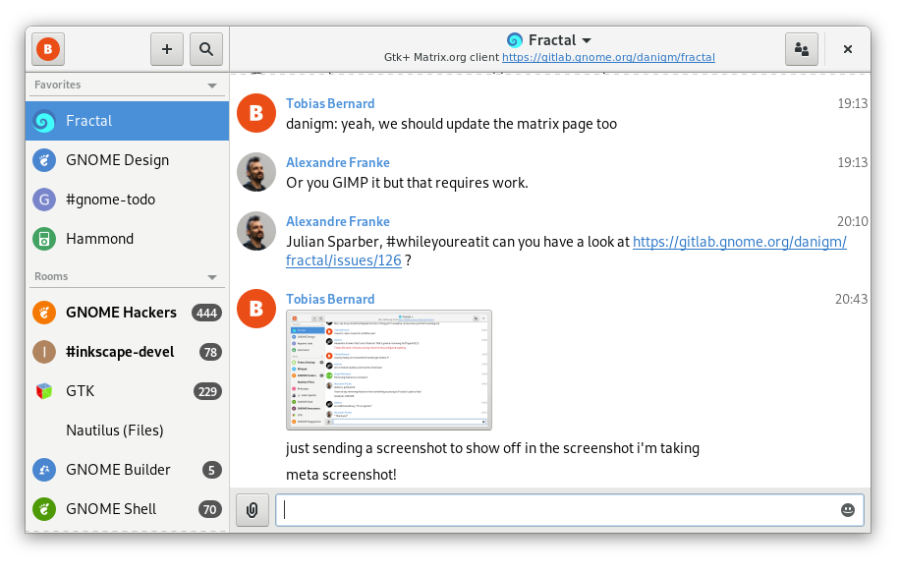 B
Fractal
Gtk+ Matrix.org client https://gitlab.gnome.org/danigm/fractal
Favorites
Fractal
GNOME Design
G #gnome-todo
Hammond
Rooms
GNOME Hackers 444
I #inkscape-devel 78
GTK 229
Nautilus (Files)
GNOME Builder 5
GNOME Shell 70
B
Tobias Bernard 19:13
danigm: yeah, we should update the matrix page too
Alexandre Franke 19:13
Or you GIMP it but that requires work.
Alexandre Franke 20:10
Julian Sparber, #whileyoureatit can you have a look at https://gitlab.gnome.org/danigm/
fractal/issues/126 ?
B
Tobias Bernard 20:43
just sending a screenshot to show off in the screenshot i'm taking
meta screenshot!